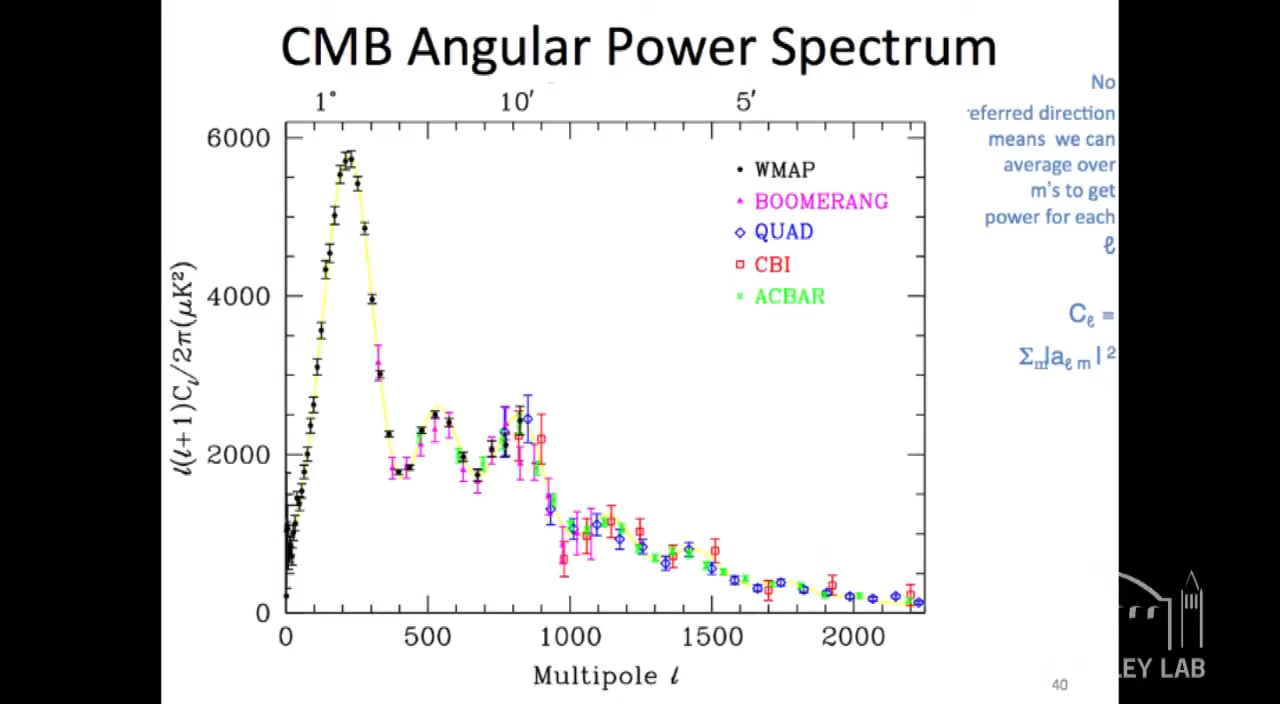 CMB Angular Power Spectrum
1° 10′ 5′
No
eferred direction
means we can
average over
m's to get
power for each
ℓ
Cℓ =
Σm|aℓ m | 2
6000
4000
2000
0
ℓ(ℓ+1)Cℓ/2π(μK²)
WMAP
BOOMERANG
QUAD
CBI
ACBAR
0 500 1000 1500 2000
Multipole ℓ
40
LEY LAB